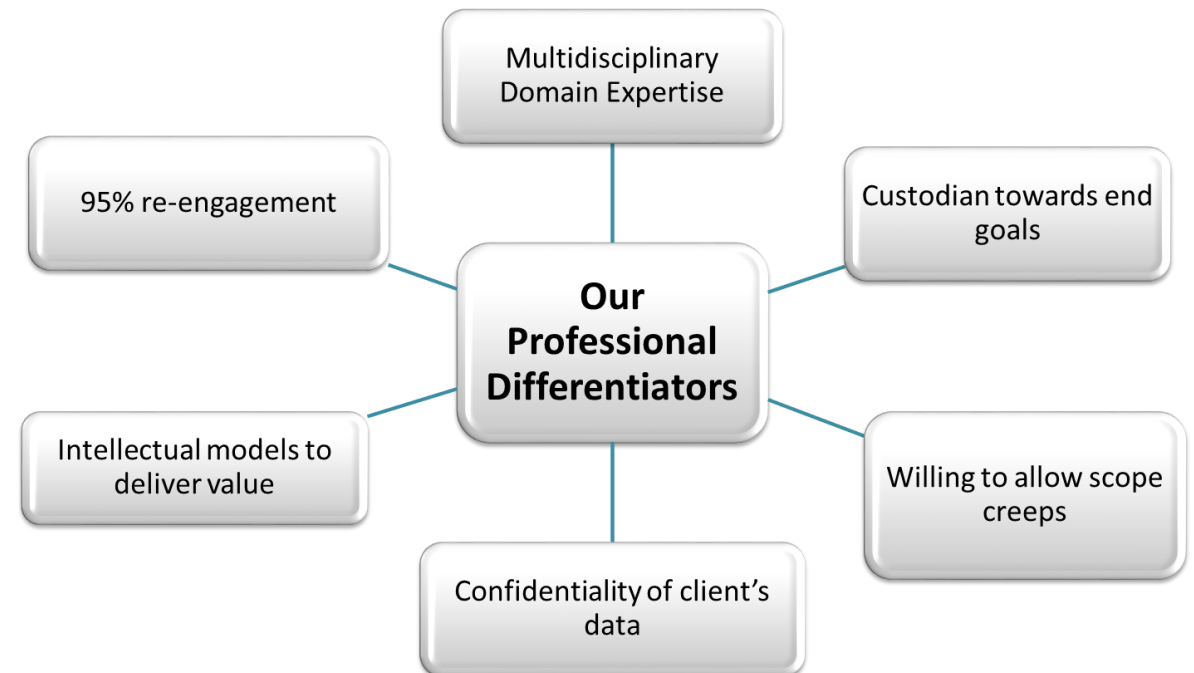 Multidisciplinary
Domain Expertise
95% re-engagement
Custodian towards end
goals
Our
Professional
Differentiators
Intellectual models to
deliver value
Willing to allow scope
creeps
Confidentiality of client’s
data